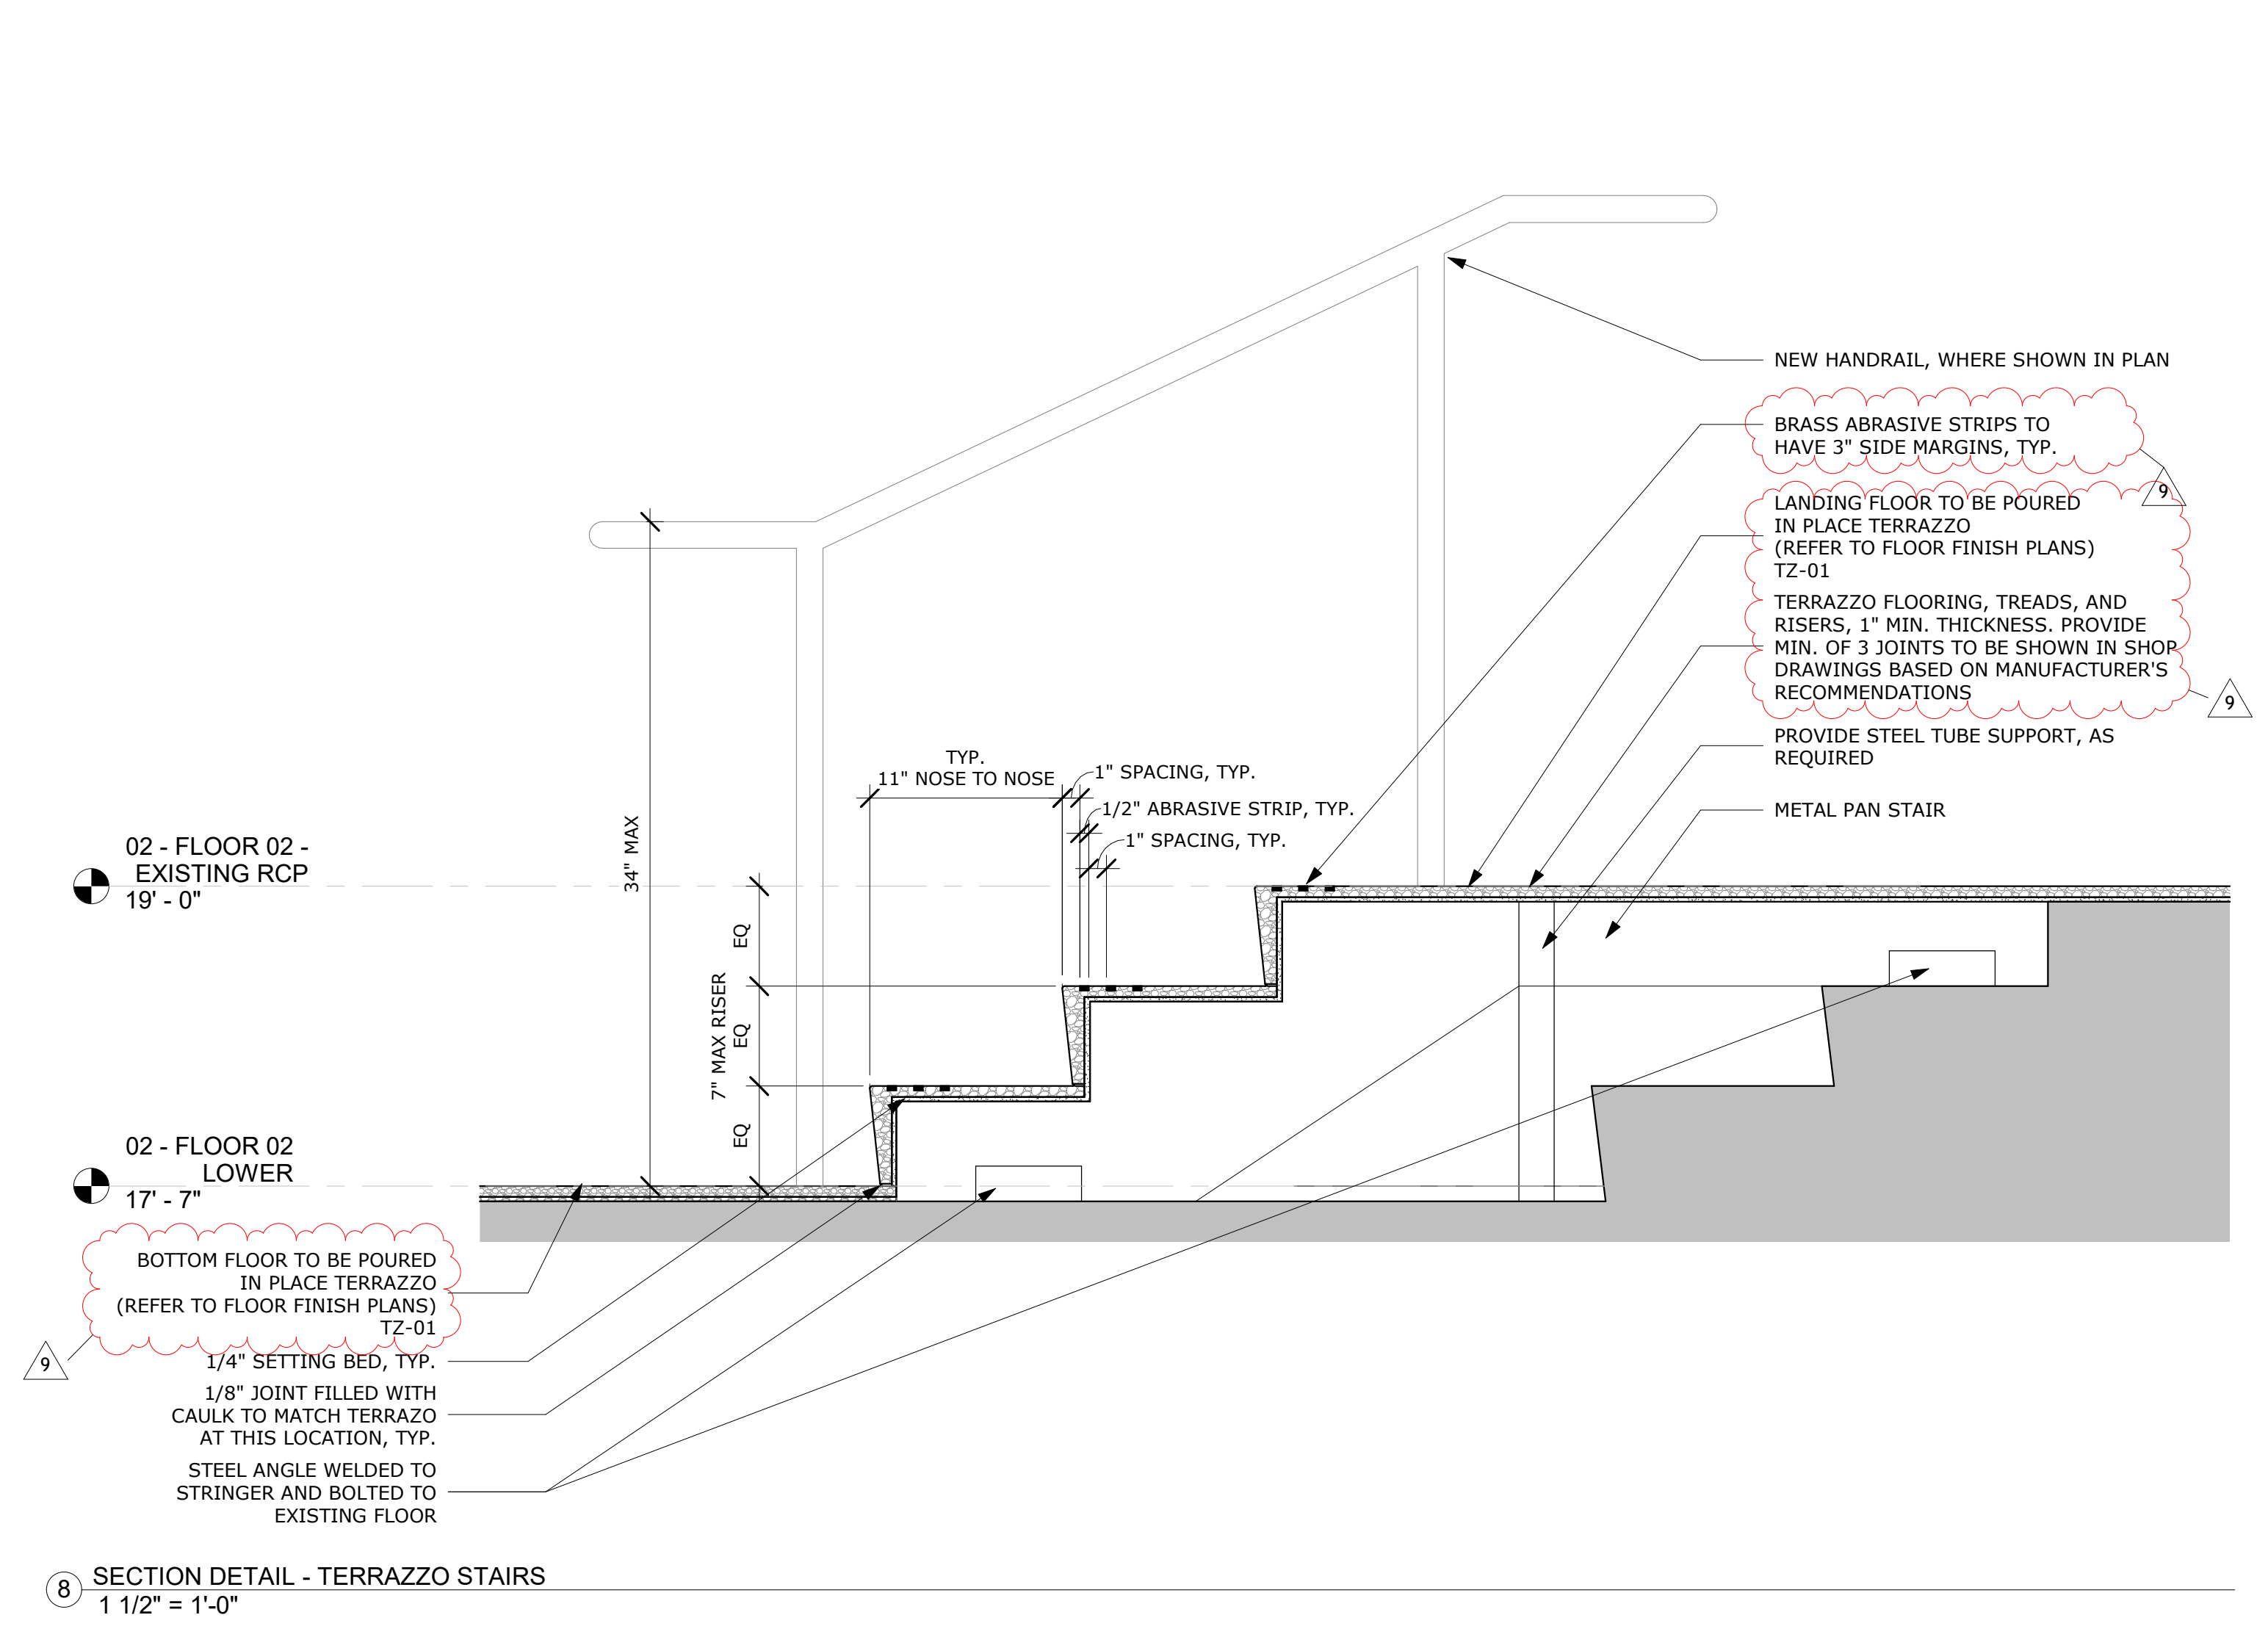 NEW HANDRAIL, WHERE SHOWN IN PLAN
BRASS ABRASIVE STRIPS TO
HAVE 3" SIDE MARGINS, TYP.
9
LANDING FLOOR TO BE POURED
IN PLACE TERRAZZO
(REFER TO FLOOR FINISH PLANS)
TZ-01
TERRAZZO FLOORING, TREADS, AND
RISERS, 1" MIN. THICKNESS. PROVIDE
MIN. OF 3 JOINTS TO BE SHOWN IN SHOP
DRAWINGS BASED ON MANUFACTURER'S
RECOMMENDATIONS
9
PROVIDE STEEL TUBE SUPPORT, AS
REQUIRED
METAL PAN STAIR
TYP.
11" NOSE TO NOSE
1" SPACING, TYP.
1/2" ABRASIVE STRIP, TYP.
1" SPACING, TYP.
34" MAX
7" MAX RISER
EQ
EQ
EQ
02 - FLOOR 02 -
EXISTING RCP
19' - 0"
02 - FLOOR 02
LOWER
17' - 7"
BOTTOM FLOOR TO BE POURED
IN PLACE TERRAZZO
(REFER TO FLOOR FINISH PLANS)
TZ-01
9
1/4" SETTING BED, TYP.
1/8" JOINT FILLED WITH
CAULK TO MATCH TERRAZO
AT THIS LOCATION, TYP.
STEEL ANGLE WELDED TO
STRINGER AND BOLTED TO
EXISTING FLOOR
8
SECTION DETAIL - TERRAZZO STAIRS
1 1/2" = 1'-0"